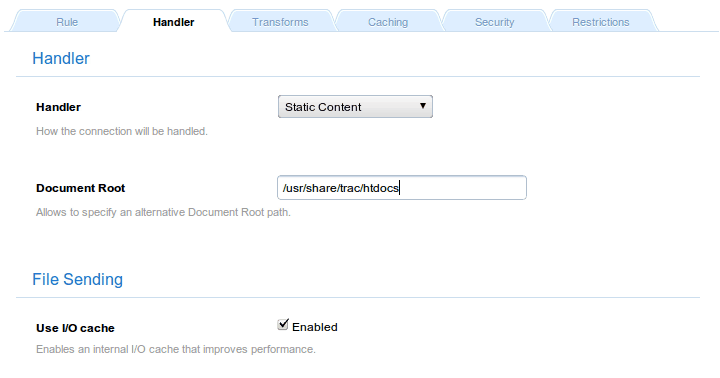 Rule Handler Transforms Caching Security Restrictions
Handler
Handler Static Content
How the connection will be handled.
Document Root /usr/share/trac/htdocs
Allows to specify an alternative Document Root path.
File Sending
Use I/O cache Enabled
Enables an internal I/O cache that improves performance.